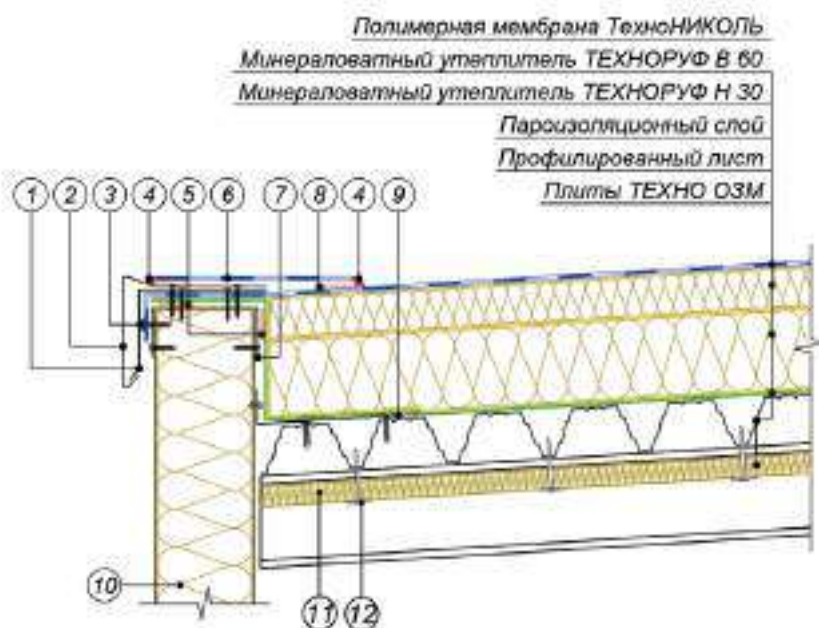 Полимерная мембрана ТехноНИКОЛЬ
Минераловатный утеплитель ТЕХНОРУФ В 60
Минераловатный утеплитель ТЕХНОРУФ Н 30
Пароизоляционный слой
Профилированный лист
Плиты ТЕХНО ОЗМ
1 2 3 4 5 6 7 8 4 9
10
11 12